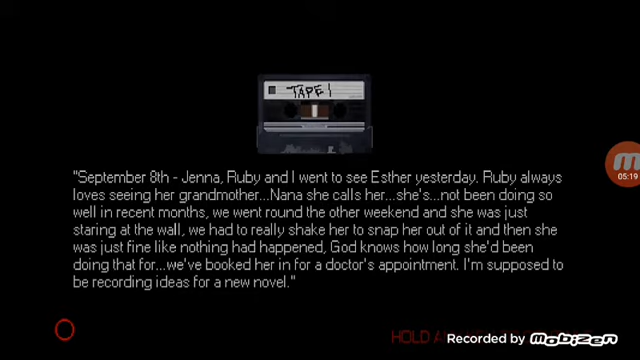 TAPE 1
"September 8th - Jenna, Ruby and I went to see Esther yesterday. Ruby always
loves seeing her grandmother...Nana she calls her...she's...not been doing so
well in recent months, we went round the other weekend and she was just
staring at the wall, we had to really shake her to snap her out of it and then she
was just fine like nothing had happened, God knows how long she'd been
doing that for...we've booked her in for a doctor's appointment. I'm supposed to
be recording ideas for a new novel."
05:19
HOLD
Recorded by mobizen